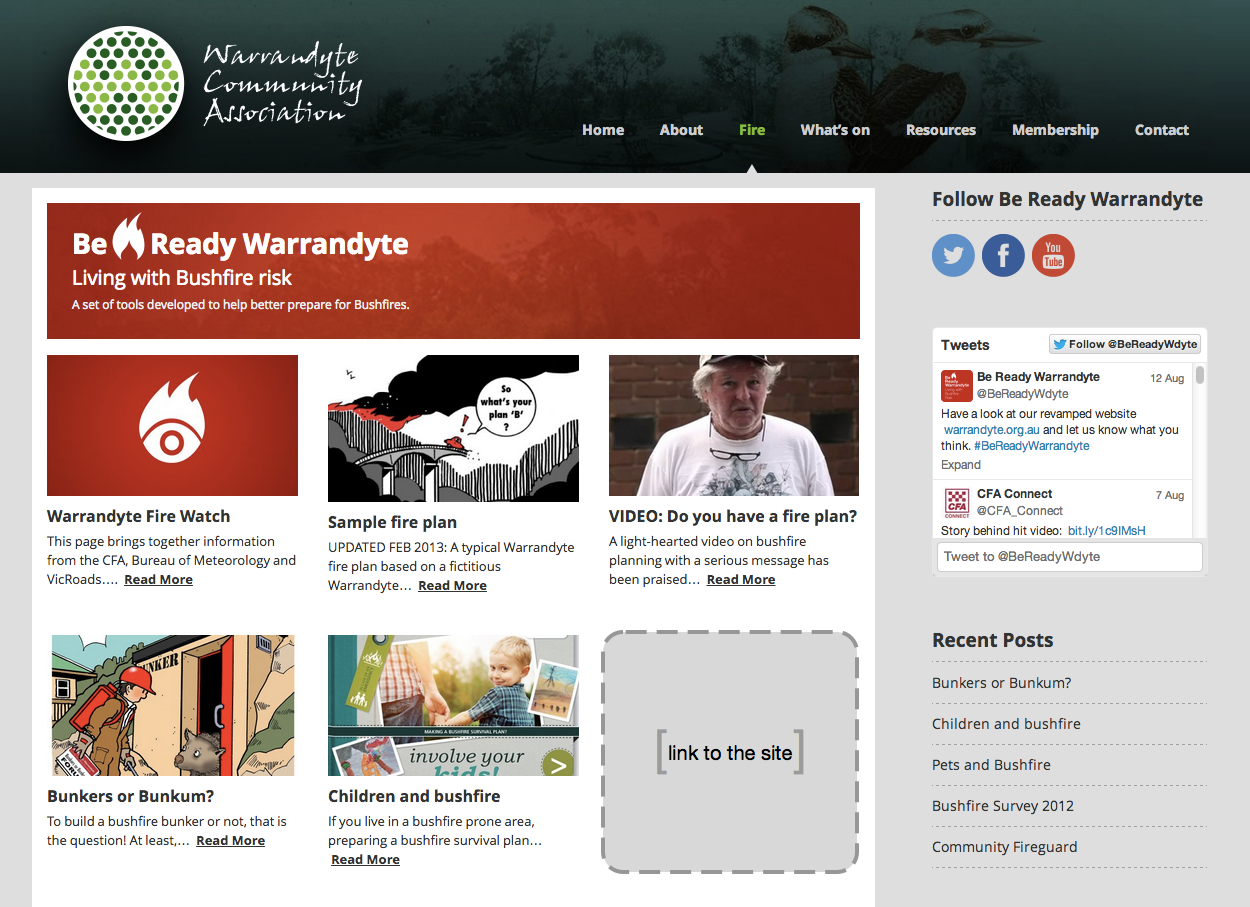 Warrandyte
Community
Association
Home About Fire What's on Resources Membership Contact
Be Ready Warrandyte
Living with Bushfire risk
A set of tools developed to help better prepare for Bushfires.
So
what's your
plan 'B'
?
!
Warrandyte Fire Watch
This page brings together information
from the CFA, Bureau of Meteorology and
VicRoads.... Read More
Sample fire plan
UPDATED FEB 2013: A typical Warrandyte
fire plan based on a fictitious
Warrandyte... Read More
VIDEO: Do you have a fire plan?
A light-hearted video on bushfire
planning with a serious message has
been praised... Read More
BUNKER
Bunkers or Bunkum?
To build a bushfire bunker or not, that is
the question! At least,... Read More
MAKING A BUSHFIRE SURVIVAL PLAN?
involve your
kids!
>
Children and bushfire
If you live in a bushfire prone area,
preparing a bushfire survival plan...
Read More
[link to the site]
Follow Be Ready Warrandyte
You
Tube
Tweets
Follow @BeReadyWdyte
Be Ready Warrandyte 12 Aug
@BeReadyWdyte
Have a look at our revamped website
warrandyte.org.au and let us know what you
think. #BeReadyWarrandyte
Expand
CFA
CONNECT
CFA Connect 7 Aug
@CFA_Connect
Story behind hit video: bit.ly/1c9IMsH
Tweet to @BeReadyWdyte
Recent Posts
Bunkers or Bunkum?
Children and bushfire
Pets and Bushfire
Bushfire Survey 2012
Community Fireguard